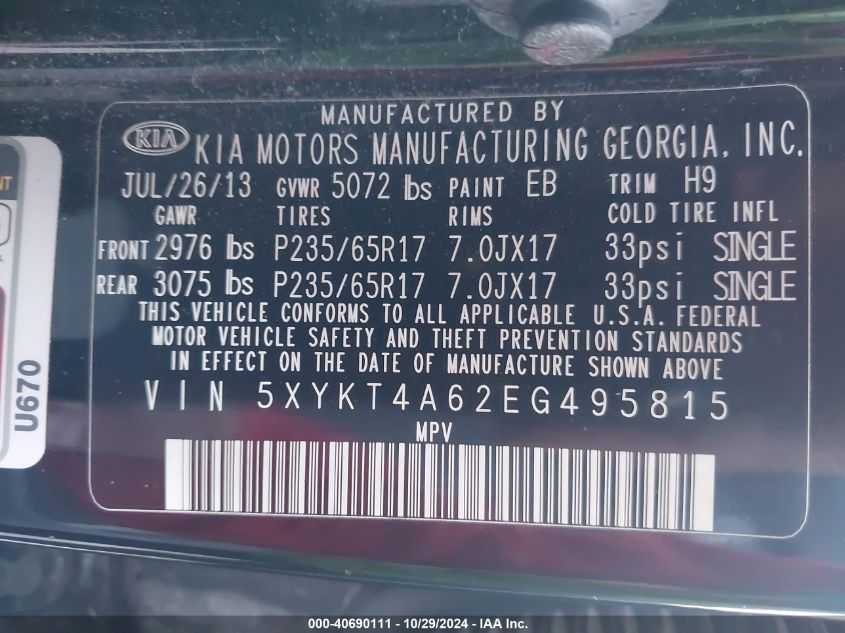 MANUFACTURED BY
KIA KIA MOTORS MANUFACTURING GEORGIA, INC.
JUL/26/13 GVWR 5072 lbs PAINT EB TRIM H9
GAWR TIRES RIMS COLD TIRE INFL
FRONT 2976 lbs P235/65R17 7.0JX17 33psi SINGLE
REAR 3075 lbs P235/65R17 7.0JX17 33psi SINGLE
THIS VEHICLE CONFORMS TO ALL APPLICABLE U.S.A. FEDERAL
MOTOR VEHICLE SAFETY AND THEFT PREVENTION STANDARDS
IN EFFECT ON THE DATE OF MANUFACTURE SHOWN ABOVE
VIN 5XYKT4A62EG495815
MPV
U670
000-40690111 - 10/29/2024 - IAA Inc.